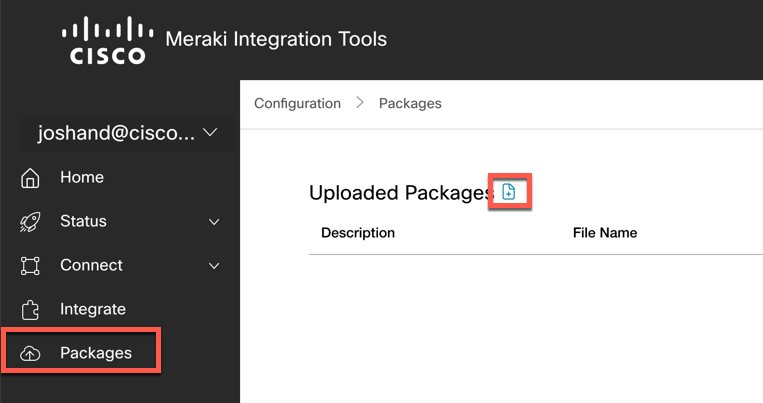 CISCO Meraki Integration Tools
joshand@cisco...
Home
Status
Connect
Integrate
Packages
Configuration > Packages
Uploaded Packages
Description File Name